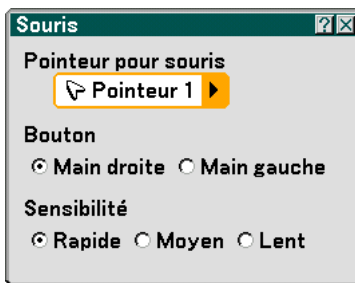 Souris
Pointeur pour souris
Pointeur 1
Bouton
Main droite Main gauche
Sensibilité
Rapide Moyen Lent